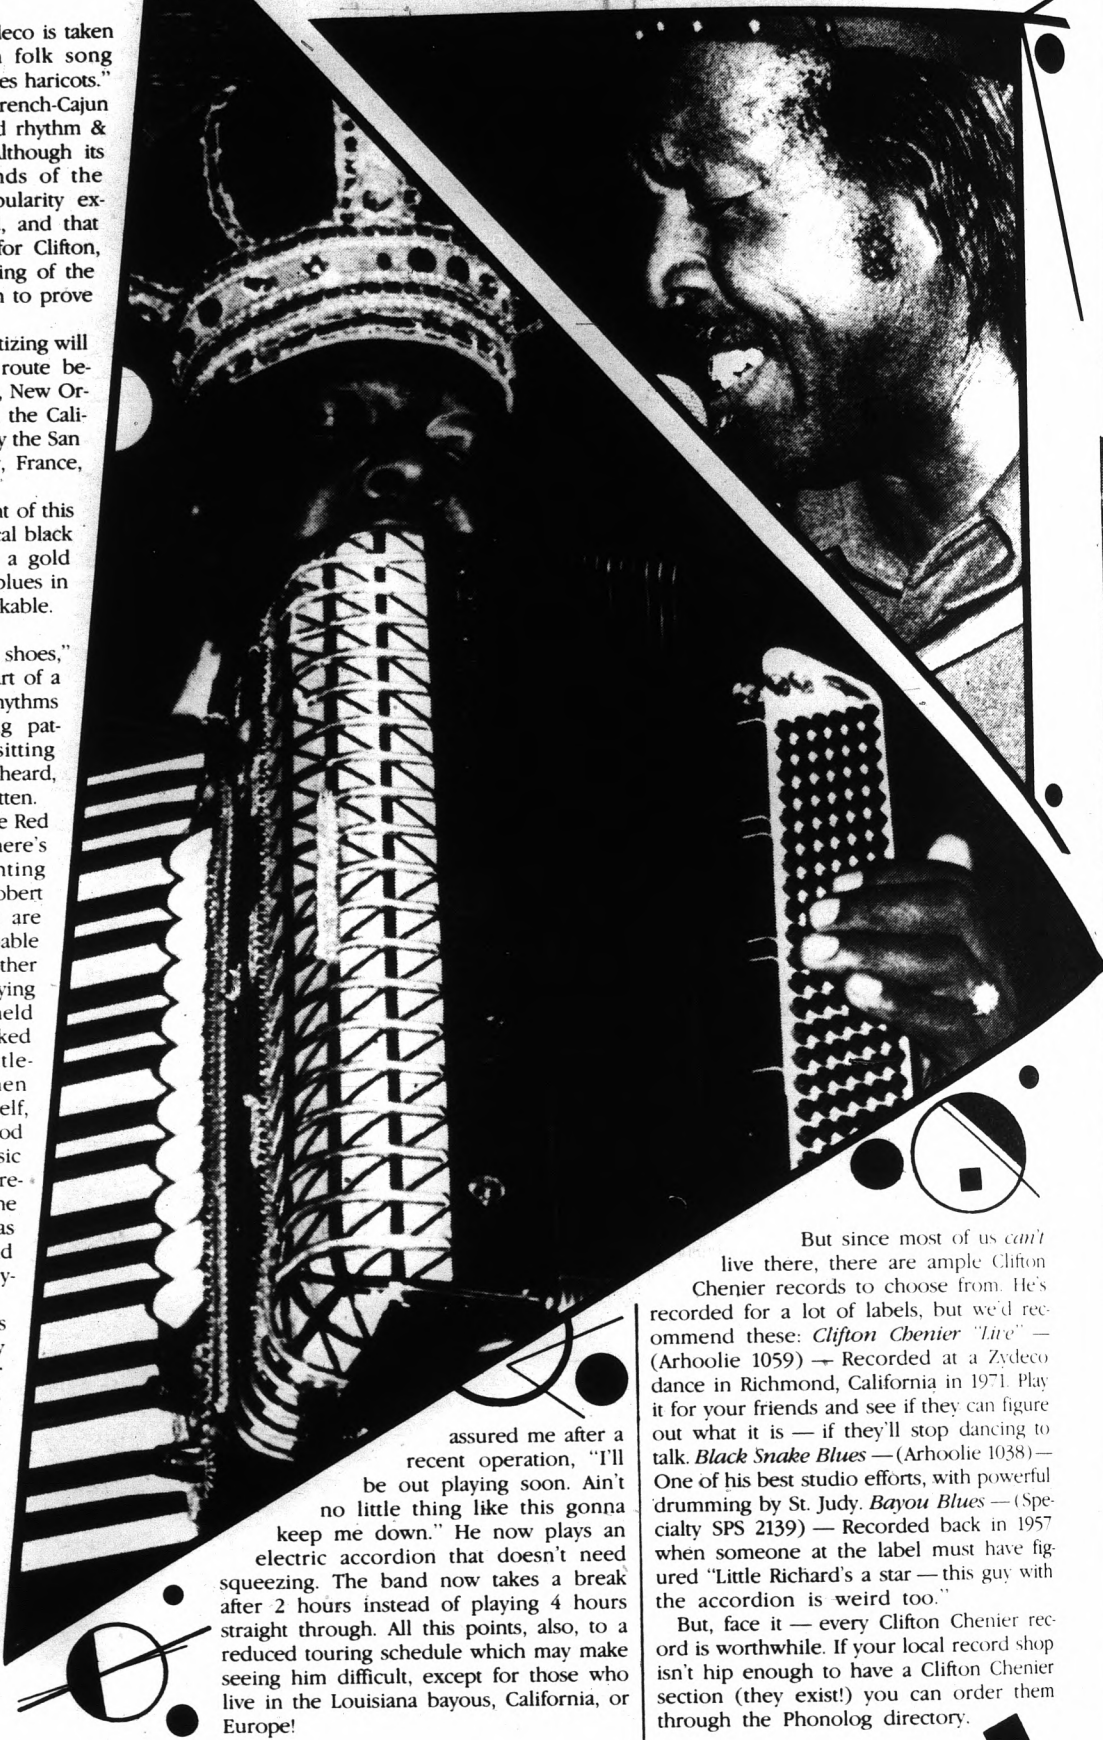 deco is taken
folk song
es haricots."
rench-Cajun
d rhythm &
Although its
nds of the
pularity ex-
, and that
for Clifton,
ing of the
n to prove
tizing will
route be-
, New Or-
the Cali-
y the San
, France,
nt of this
cal black
a gold
blues in
kable.
shoes,"
rt of a
hythms
g pat-
sitting
heard,
tten.
e Red
here's
nting
obert
are
able
ther
ying
held
ked
tle-
hen
elf,
od
sic
re-
he
as
d
y-
s
y
assured me after a
recent operation, "I'll
be out playing soon. Ain't
no little thing like this gonna
keep me down." He now plays an
electric accordion that doesn't need
squeezing. The band now takes a break
after 2 hours instead of playing 4 hours
straight through. All this points, also, to a
reduced touring schedule which may make
seeing him difficult, except for those who
live in the Louisiana bayous, California, or
Europe!
But since most of us can't
live there, there are ample Clifton
Chenier records to choose from. He's
recorded for a lot of labels, but we'd rec-
ommend these: Clifton Chenier "Live" —
(Arhoolie 1059) — Recorded at a Zydeco
dance in Richmond, California in 1971. Play
it for your friends and see if they can figure
out what it is — if they'll stop dancing to
talk. Black Snake Blues — (Arhoolie 1038) —
One of his best studio efforts, with powerful
drumming by St. Judy. Bayou Blues — (Spe-
cialty SPS 2139) — Recorded back in 1957
when someone at the label must have fig-
ured "Little Richard's a star — this guy with
the accordion is weird too."
But, face it — every Clifton Chenier rec-
ord is worthwhile. If your local record shop
isn't hip enough to have a Clifton Chenier
section (they exist!) you can order them
through the Phonolog directory.